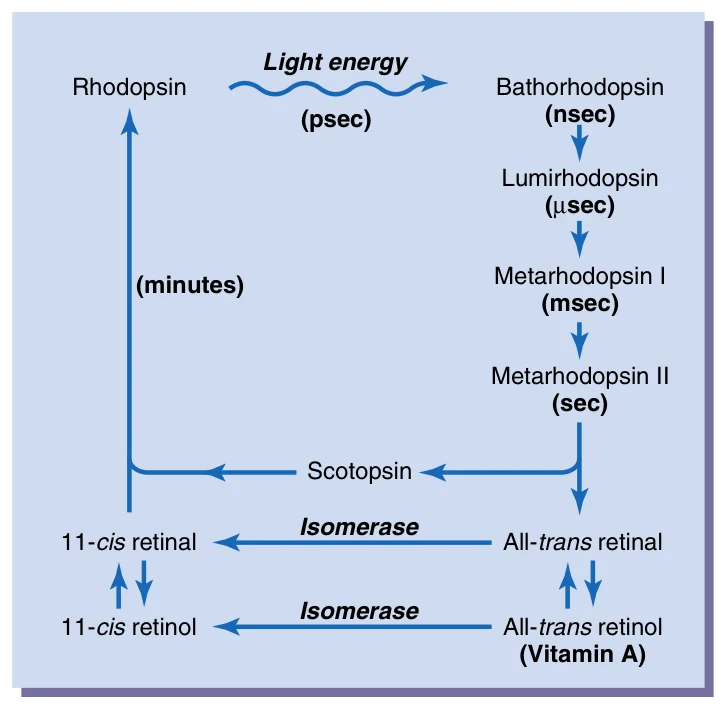 Light energy
Rhodopsin
Bathorhodopsin
(psec)
(nsec)
Lumirhodopsin
(μsec)
(minutes)
Metarhodopsin I
(msec)
Metarhodopsin II
(sec)
Scotopsin
Isomerase
11-cis retinal
All-trans retinal
Isomerase
11-cis retinol
All-trans retinol
(Vitamin A)